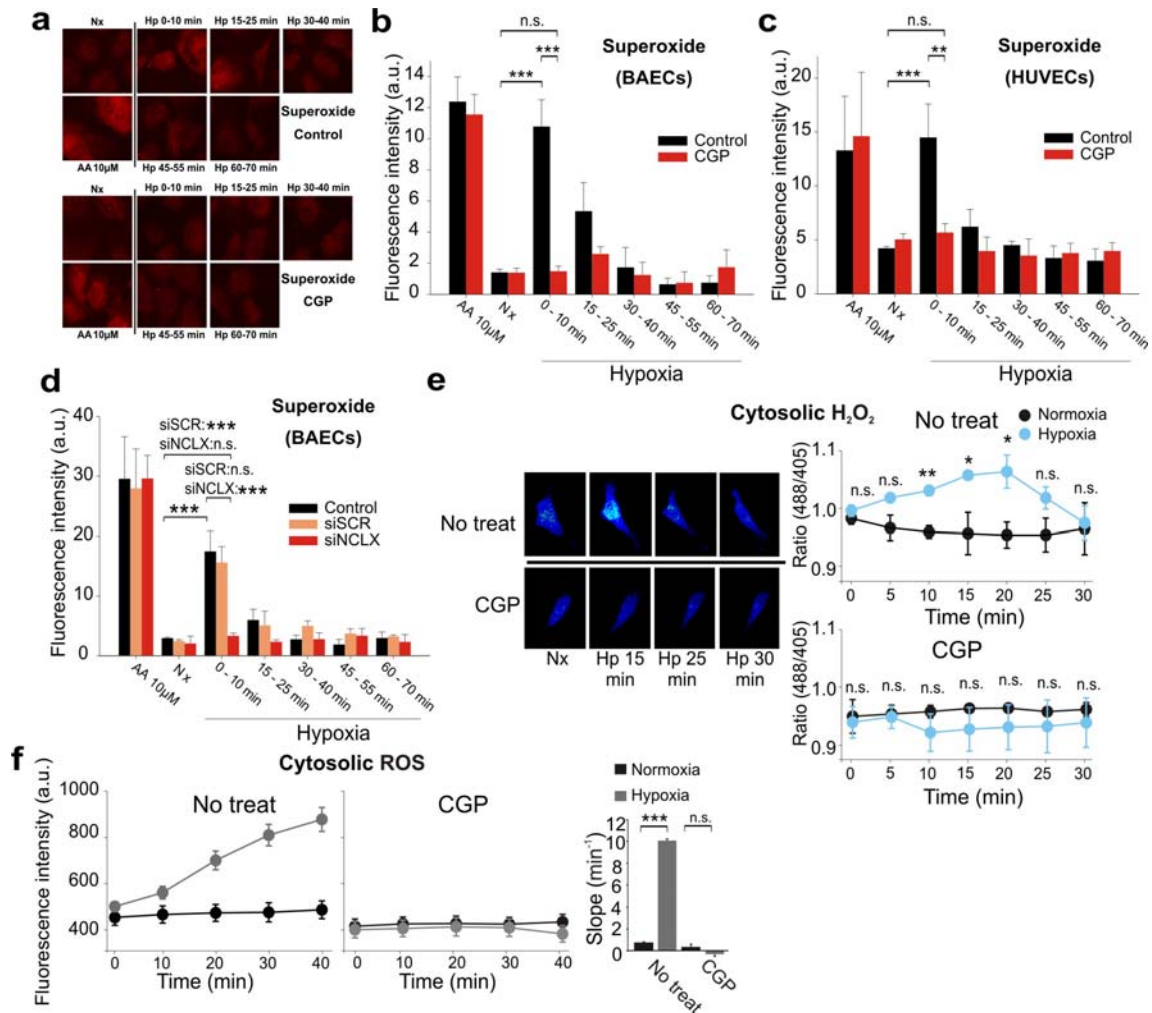 a
Nx Hp 0-10 min Hp 15-25 min Hp 30-40 min
Superoxide
Control
AA 10µM Hp 45-55 min Hp 60-70 min
Nx Hp 0-10 min Hp 15-25 min Hp 30-40 min
Superoxide
CGP
AA 10µM Hp 45-55 min Hp 60-70 min
b
n.s.
***
***
Superoxide
(BAECs)
Control
CGP
Fluorescence intensity (a.u.)
14
12
10
8
6
4
2
0
AA 10µM
Nx
0 - 10 min
15 - 25 min
30 - 40 min
45 - 55 min
60 - 70 min
Hypoxia
c
n.s.
**
***
Superoxide
(HUVECs)
Control
CGP
Fluorescence intensity (a.u.)
20
15
10
5
0
AA 10µM
Nx
0 - 10 min
15 - 25 min
30 - 40 min
45 - 55 min
60 - 70 min
Hypoxia
d
Superoxide
(BAECs)
siSCR:***
siNCLX:n.s.
siSCR:n.s.
siNCLX:***
***
Control
siSCR
siNCLX
Fluorescence intensity (a.u.)
40
30
20
10
0
AA 10µM
Nx
0 - 10 min
15 - 25 min
30 - 40 min
45 - 55 min
60 - 70 min
Hypoxia
e
Cytosolic H₂O₂
No treat
CGP
Nx
Hp 15 min
Hp 25 min
Hp 30 min
No treat
Normoxia
Hypoxia
Ratio (488/405)
1.1
1.0
0.9
n.s. n.s. ** * * n.s. n.s.
0 5 10 15 20 25 30
Time (min)
CGP
Ratio (488/405)
1.1
1.0
0.9
n.s. n.s. n.s. n.s. n.s. n.s. n.s.
0 5 10 15 20 25 30
Time (min)
f
Cytosolic ROS
Fluorescence intensity (a.u.)
1000
800
600
400
No treat
0 10 20 30 40
Time (min)
CGP
0 10 20 30 40
Time (min)
Normoxia
Hypoxia
*** n.s.
Slope (min⁻¹)
12
10
8
6
4
2
0
No treat
CGP